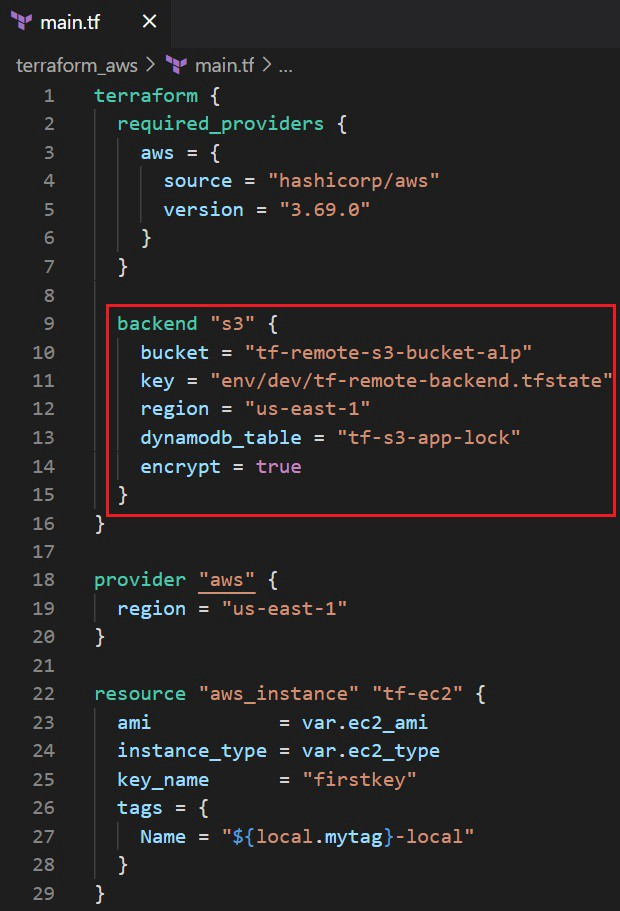 main.tf ×
terraform_aws > main.tf > ...
1 terraform {
2   required_providers {
3     aws = {
4       source = "hashicorp/aws"
5       version = "3.69.0"
6     }
7   }
8
9   backend "s3" {
10     bucket = "tf-remote-s3-bucket-alp"
11     key = "env/dev/tf-remote-backend.tfstate"
12     region = "us-east-1"
13     dynamodb_table = "tf-s3-app-lock"
14     encrypt = true
15   }
16 }
17
18 provider "aws" {
19   region = "us-east-1"
20 }
21
22 resource "aws_instance" "tf-ec2" {
23   ami           = var.ec2_ami
24   instance_type = var.ec2_type
25   key_name      = "firstkey"
26   tags = {
27     Name = "${local.mytag}-local"
28   }
29 }